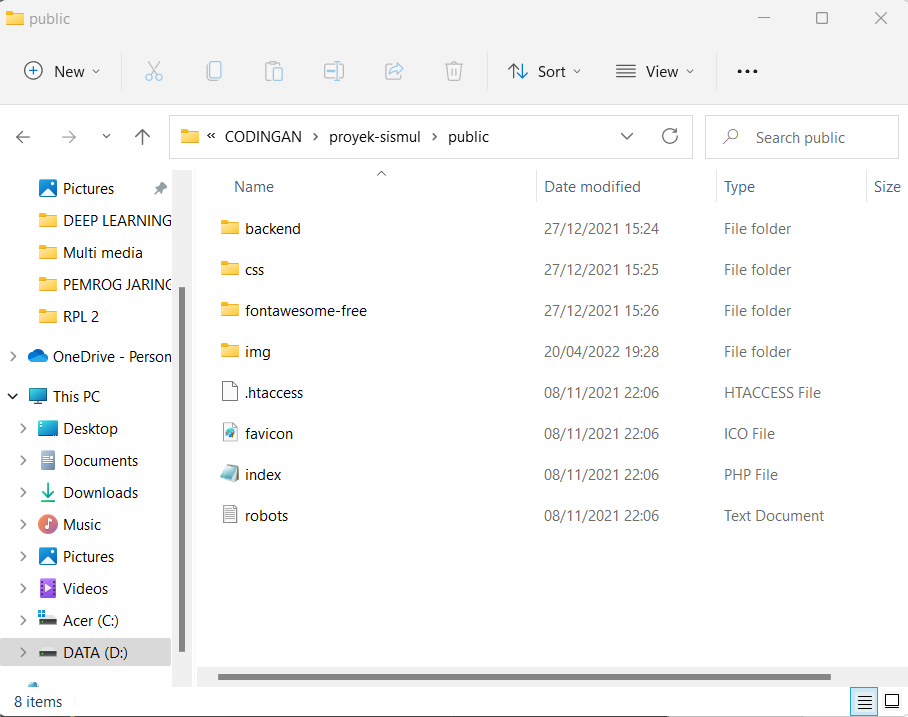 public
New Sort View
« CODINGAN > proyek-sismul > public Search public
Name Date modified Type Size
Pictures
DEEP LEARNING
Multi media
PEMROG JARING
RPL 2
OneDrive - Person
This PC
Desktop
Documents
Downloads
Music
Pictures
Videos
Acer (C:)
DATA (D:)
backend 27/12/2021 15:24 File folder
css 27/12/2021 15:25 File folder
fontawesome-free 27/12/2021 15:26 File folder
img 20/04/2022 19:28 File folder
.htaccess 08/11/2021 22:06 HTACCESS File
favicon 08/11/2021 22:06 ICO File
index 08/11/2021 22:06 PHP File
robots 08/11/2021 22:06 Text Document
8 items